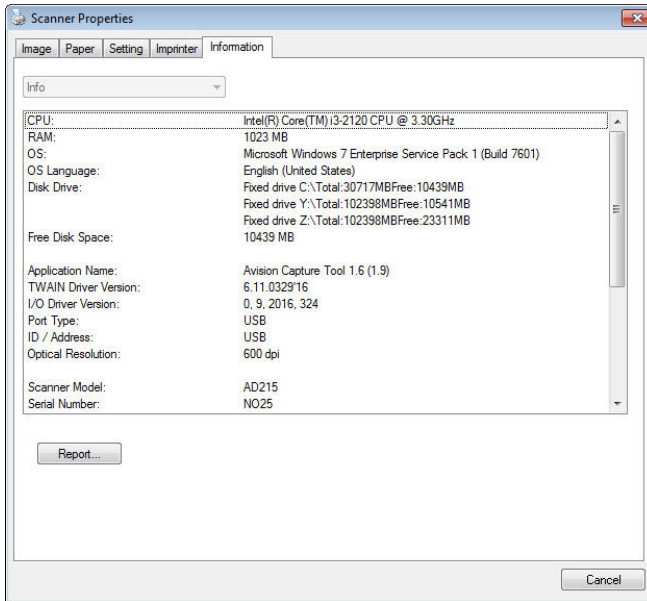 Scanner Properties
Image Paper Setting Imprinter Information
Info
CPU: Intel(R) Core(TM) i3-2120 CPU @ 3.30GHz
RAM: 1023 MB
OS: Microsoft Windows 7 Enterprise Service Pack 1 (Build 7601)
OS Language: English (United States)
Disk Drive: Fixed drive C:\Total:30717MBFree:10439MB
Fixed drive Y:\Total:102398MBFree:10541MB
Fixed drive Z:\Total:102398MBFree:23311MB
Free Disk Space: 10439 MB
Application Name: Avision Capture Tool 1.6 (1.9)
TWAIN Driver Version: 6.11.0329'16
I/O Driver Version: 0, 9, 2016, 324
Port Type: USB
ID / Address: USB
Optical Resolution: 600 dpi
Scanner Model: AD215
Serial Number: NO25
Report...
Cancel